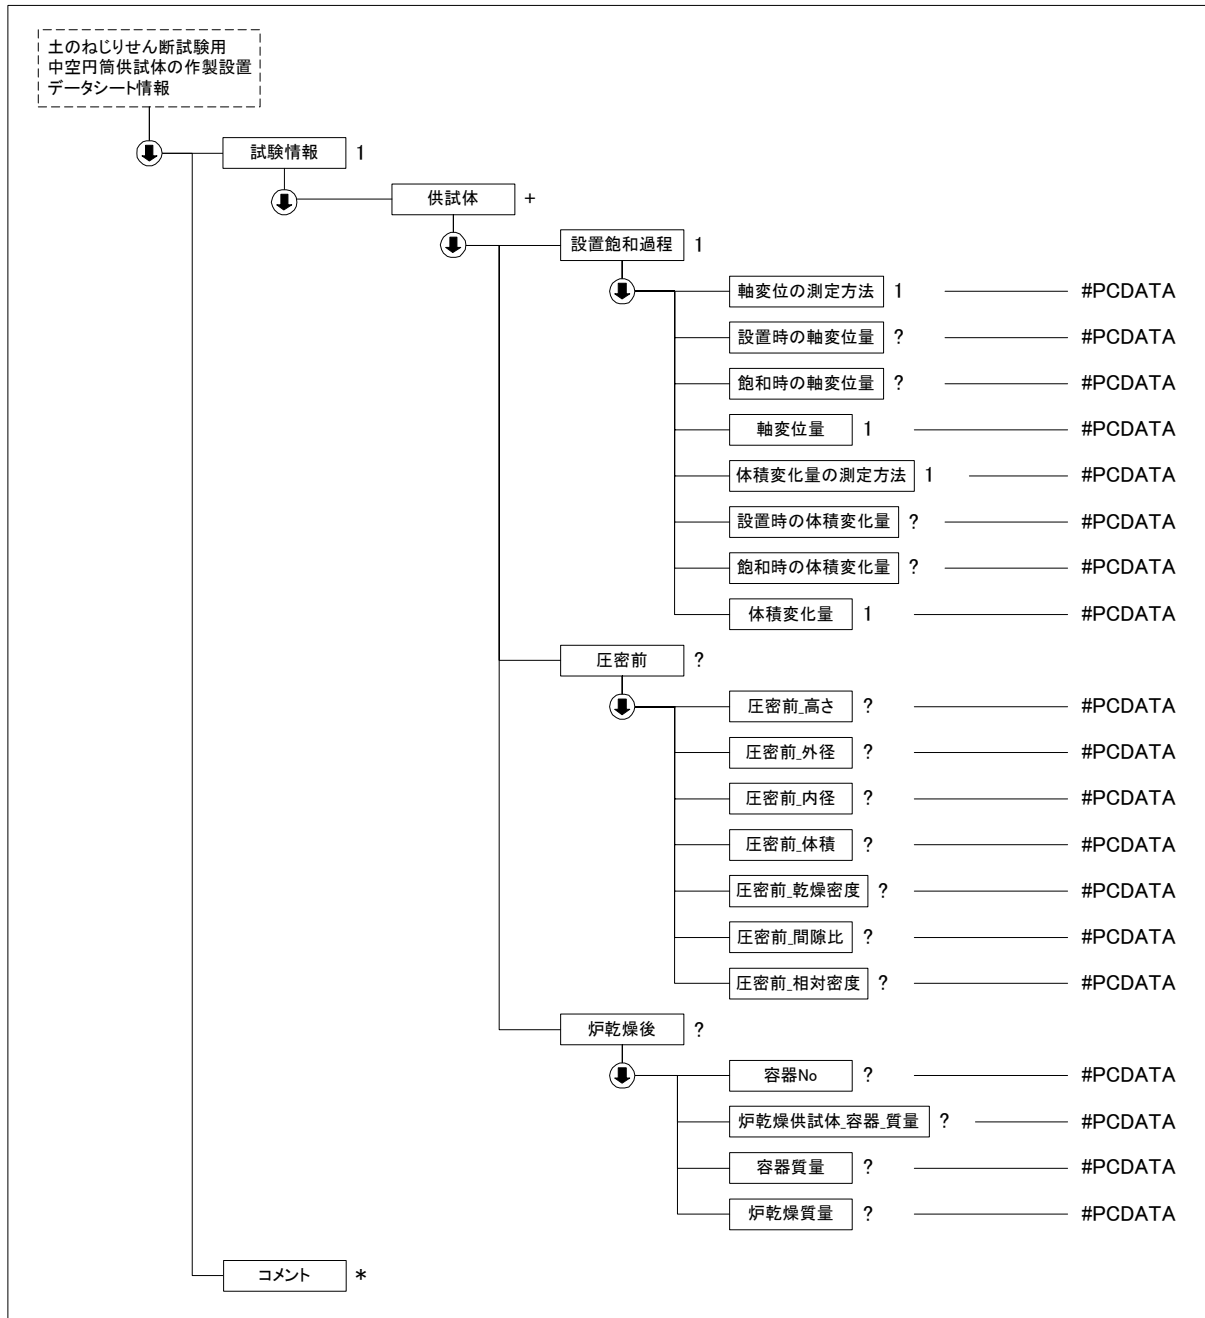 土のねじりせん断試験用
中空円筒供試体の作製設置
データシート情報
試験情報 1
供試体 +
設置飽和過程 1
軸変位の測定方法 1 #PCDATA
設置時の軸変位量 ? #PCDATA
飽和時の軸変位量 ? #PCDATA
軸変位量 1 #PCDATA
体積変化量の測定方法 1 #PCDATA
設置時の体積変化量 ? #PCDATA
飽和時の体積変化量 ? #PCDATA
体積変化量 1 #PCDATA
圧密前 ?
圧密前_高さ ? #PCDATA
圧密前_外径 ? #PCDATA
圧密前_内径 ? #PCDATA
圧密前_体積 ? #PCDATA
圧密前_乾燥密度 ? #PCDATA
圧密前_間隙比 ? #PCDATA
圧密前_相対密度 ? #PCDATA
炉乾燥後 ?
容器No ? #PCDATA
炉乾燥供試体_容器_質量 ? #PCDATA
容器質量 ? #PCDATA
炉乾燥質量 ? #PCDATA
コメント *